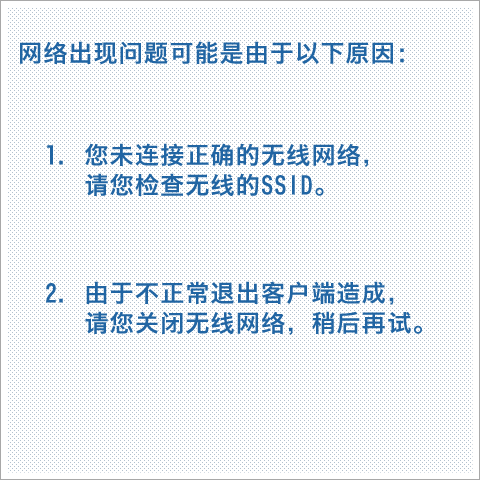 网络出现问题可能是由于以下原因：
1. 您未连接正确的无线网络，
请您检查无线的SSID。
2. 由于不正常退出客户端造成，
请您关闭无线网络，稍后再试。